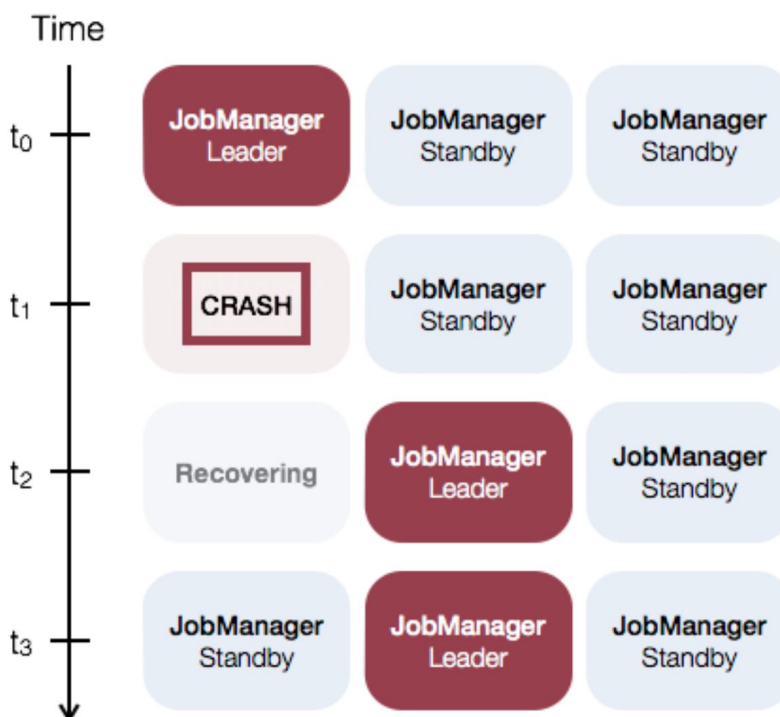 Time
t₀
JobManager
Leader
JobManager
Standby
JobManager
Standby
t₁
CRASH
JobManager
Standby
JobManager
Standby
t₂
Recovering
JobManager
Leader
JobManager
Standby
t₃
JobManager
Standby
JobManager
Leader
JobManager
Standby